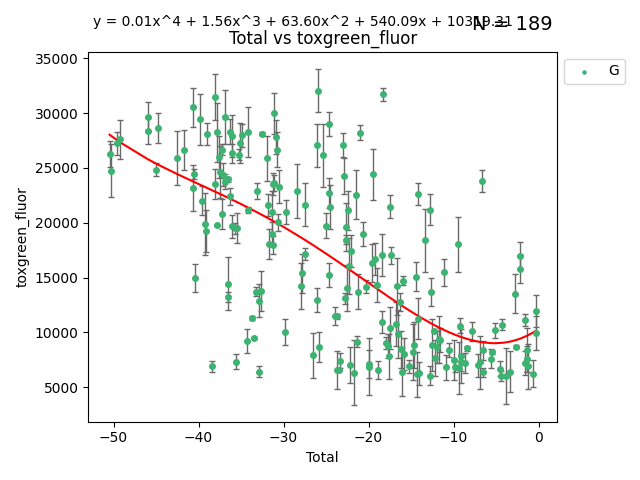 y = 0.01x^4 + 1.56x^3 + 63.60x^2 + 540.09x + 10319.31
N = 189
Total vs toxgreen_fluor
G
toxgreen_fluor
35000
30000
25000
20000
15000
10000
5000
−50
−40
−30
−20
−10
0
Total